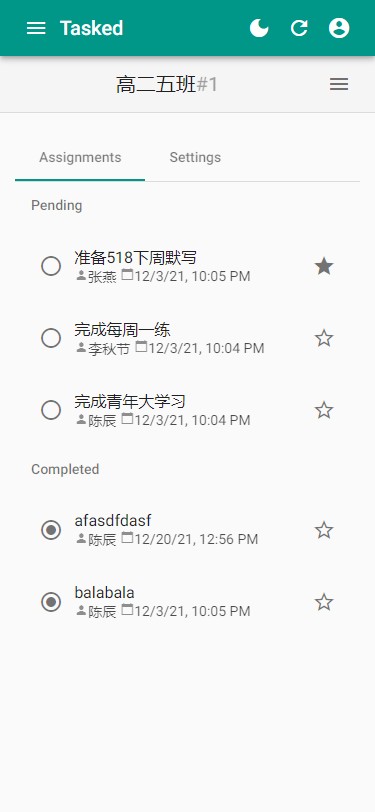 Tasked
高二五班#1
Assignments Settings
Pending
准备518下周默写
张燕 12/3/21, 10:05 PM
完成每周一练
李秋节 12/3/21, 10:04 PM
完成青年大学习
陈辰 12/3/21, 10:04 PM
Completed
afasdfdasf
陈辰 12/20/21, 12:56 PM
balabala
陈辰 12/3/21, 10:05 PM